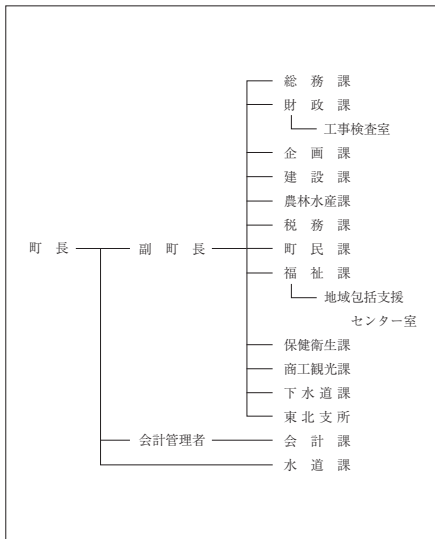 総務課
財政課
工事検査室
企画課
建設課
農林水産課
税務課
町長 副町長 町民課
福祉課
地域包括支援
センター室
保健衛生課
商工観光課
下水道課
東北支所
会計管理者 会計課
水道課